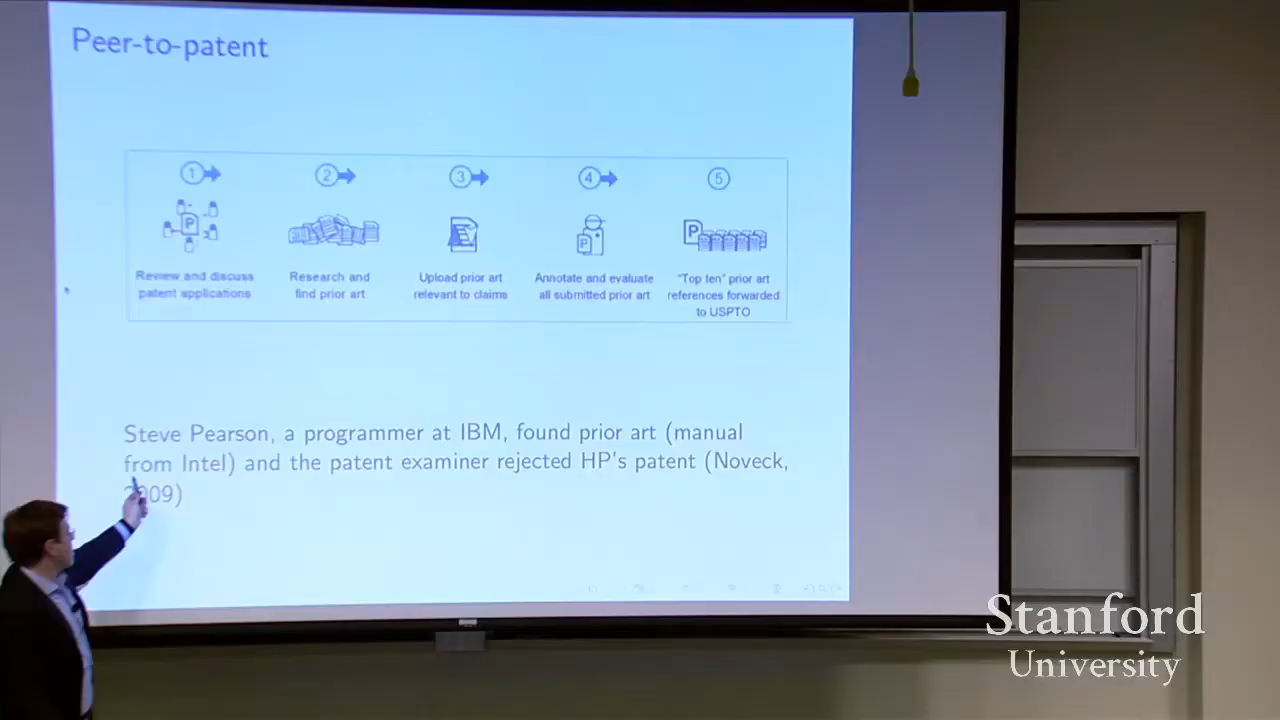 Peer-to-patent
1
2
3
4
5
P
P
P
Review and discuss
patent applications
Research and
find prior art
Upload prior art
relevant to claims
Annotate and evaluate
all submitted prior art
"Top ten" prior art
references forwarded
to USPTO
Steve Pearson, a programmer at IBM, found prior art (manual
from Intel) and the patent examiner rejected HP's patent (Noveck,
2009)
Stanford
University